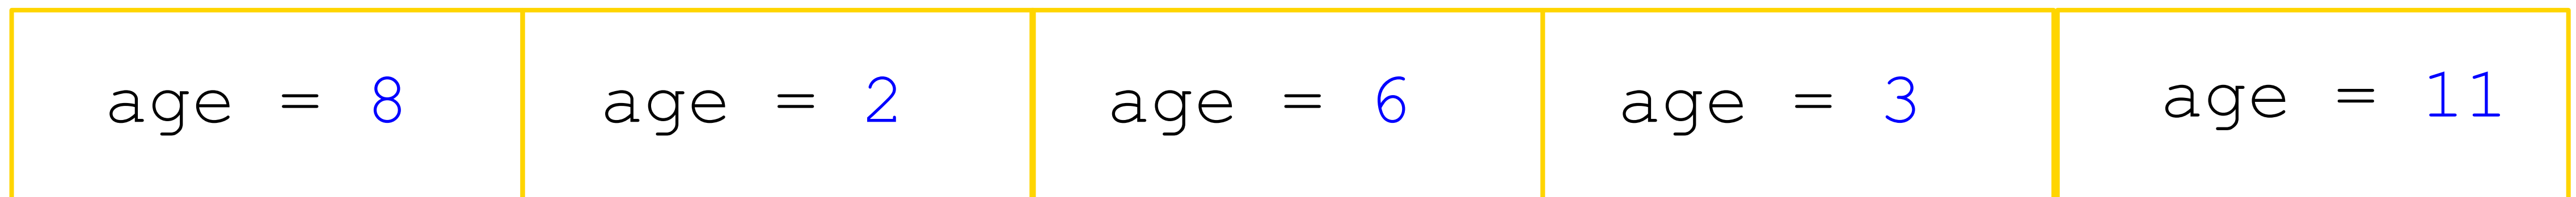 age = 8 age = 2 age = 6 age = 3 age = 11